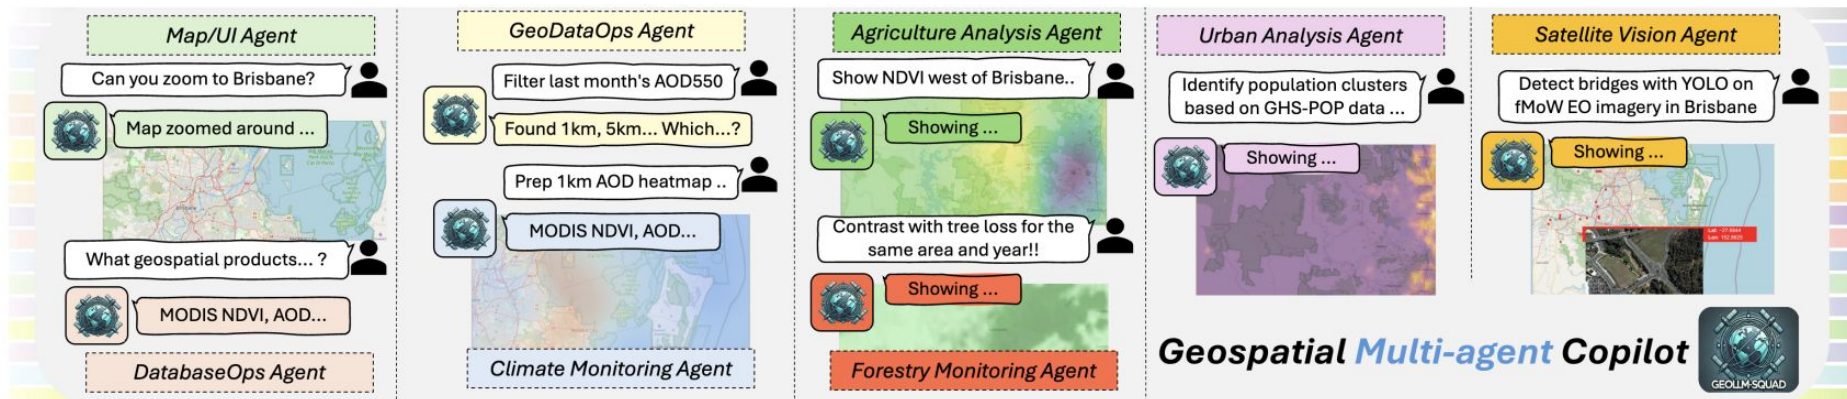 Map/UI Agent
Can you zoom to Brisbane?
Map zoomed around ...
Brisbane
What geospatial products... ?
MODIS NDVI, AOD...
DatabaseOps Agent
GeoDataOps Agent
Filter last month's AOD550
Found 1km, 5km... Which...?
Prep 1km AOD heatmap ..
MODIS NDVI, AOD...
Climate Monitoring Agent
Agriculture Analysis Agent
Show NDVI west of Brisbane..
Showing ...
Contrast with tree loss for the
same area and year!!
Showing ...
Forestry Monitoring Agent
Urban Analysis Agent
Identify population clusters
based on GHS-POP data ...
Showing ...
Satellite Vision Agent
Detect bridges with YOLO on
fMoW EO imagery in Brisbane
Showing ...
Geospatial Multi-agent Copilot
GEOLLM-SQUAD